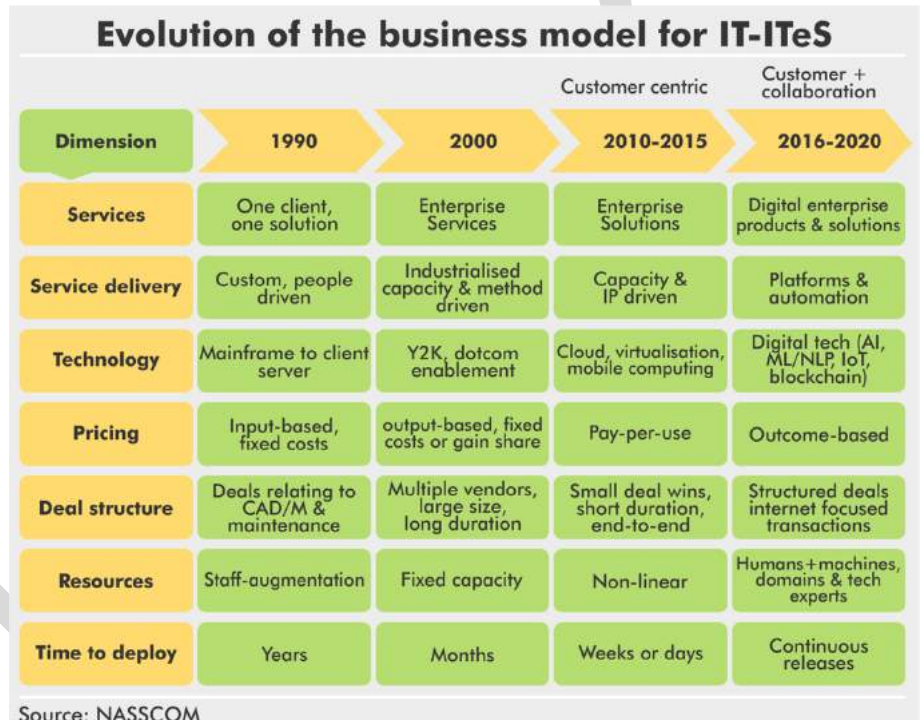 Evolution of the business model for IT-ITeS
Customer centric
Customer +
collaboration
Dimension
1990
2000
2010-2015
2016-2020
Services
One client,
one solution
Enterprise
Services
Enterprise
Solutions
Digital enterprise
products & solutions
Service delivery
Custom, people
driven
Industrialised
capacity & method
driven
Capacity &
IP driven
Platforms &
automation
Technology
Mainframe to client
server
Y2K, dotcom
enablement
Cloud, virtualisation,
mobile computing
Digital tech (AI,
ML/NLP, IoT,
blockchain)
Pricing
Input-based,
fixed costs
output-based, fixed
costs or gain share
Pay-per-use
Outcome-based
Deal structure
Deals relating to
CAD/M &
maintenance
Multiple vendors,
large size,
long duration
Small deal wins,
short duration,
end-to-end
Structured deals
internet focused
transactions
Resources
Staff-augmentation
Fixed capacity
Non-linear
Humans+machines,
domains & tech
experts
Time to deploy
Years
Months
Weeks or days
Continuous
releases
Source: NASSCOM